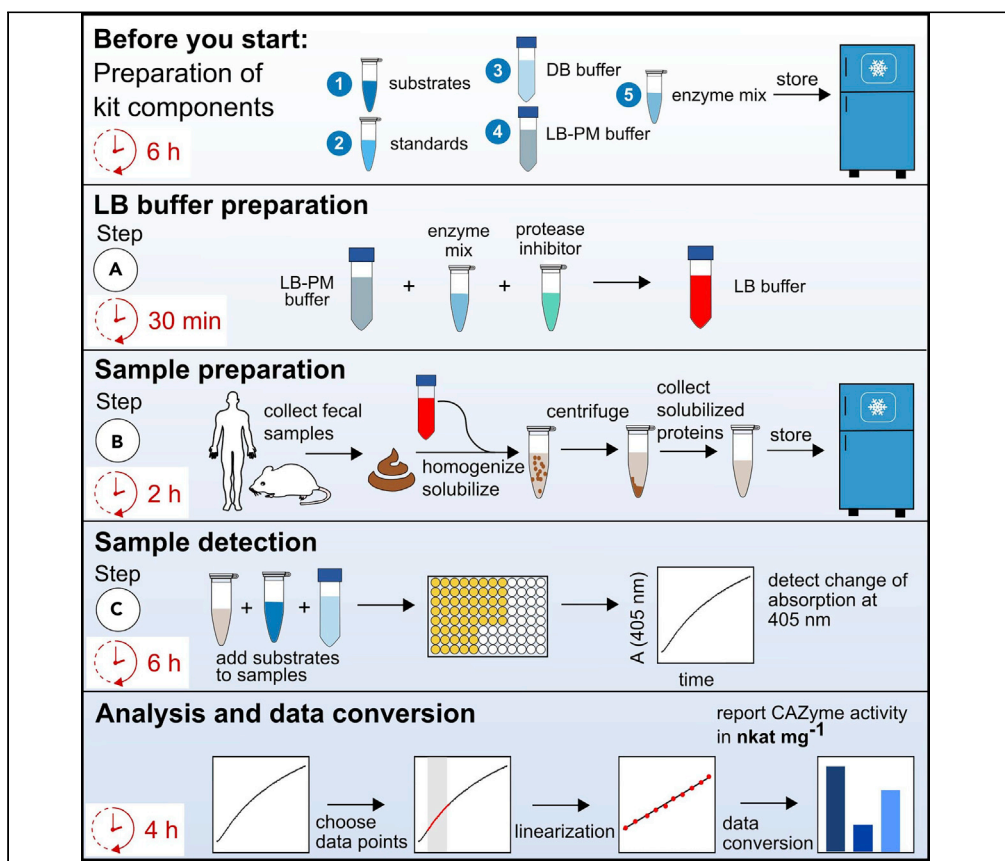 Before you start:
Preparation of
kit components
6 h
1 substrates
2 standards
3 DB buffer
4 LB-PM buffer
5 enzyme mix
store
LB buffer preparation
Step
A
30 min
LB-PM
buffer
+
enzyme
mix
+
protease
inhibitor
LB buffer
Sample preparation
Step
B
2 h
collect fecal
samples
homogenize
solubilize
centrifuge
collect
solubilized
proteins
store
Sample detection
Step
C
6 h
+ +
add substrates
to samples
A (405 nm)
time
detect change of
absorption at
405 nm
Analysis and data conversion
4 h
choose
data points
linearization
data
conversion
report CAZyme activity
in nkat mg⁻¹